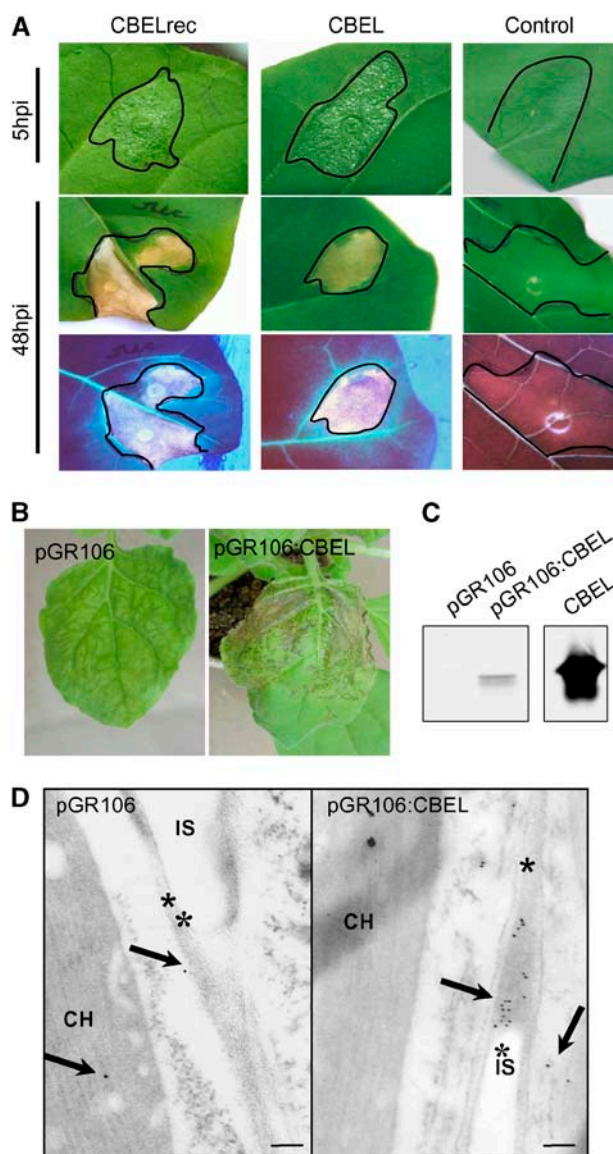 A
CBELrec CBEL Control
5hpi
48hpi
B
pGR106 pGR106:CBEL
C
pGR106 pGR106:CBEL CBEL
D
pGR106 pGR106:CBEL
IS
* *
*
CH CH
* IS